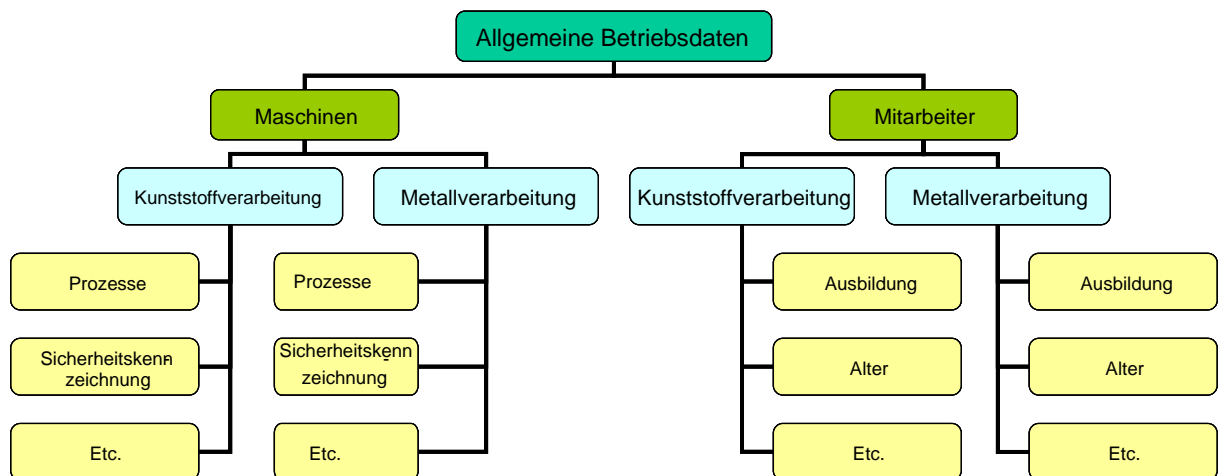 Allgemeine Betriebsdaten
Maschinen
Mitarbeiter
Kunststoffverarbeitung
Metallverarbeitung
Kunststoffverarbeitung
Metallverarbeitung
Prozesse
Prozesse
Ausbildung
Ausbildung
Sicherheitskenn-
zeichnung
Sicherheitskenn-
zeichnung
Alter
Alter
Etc.
Etc.
Etc.
Etc.